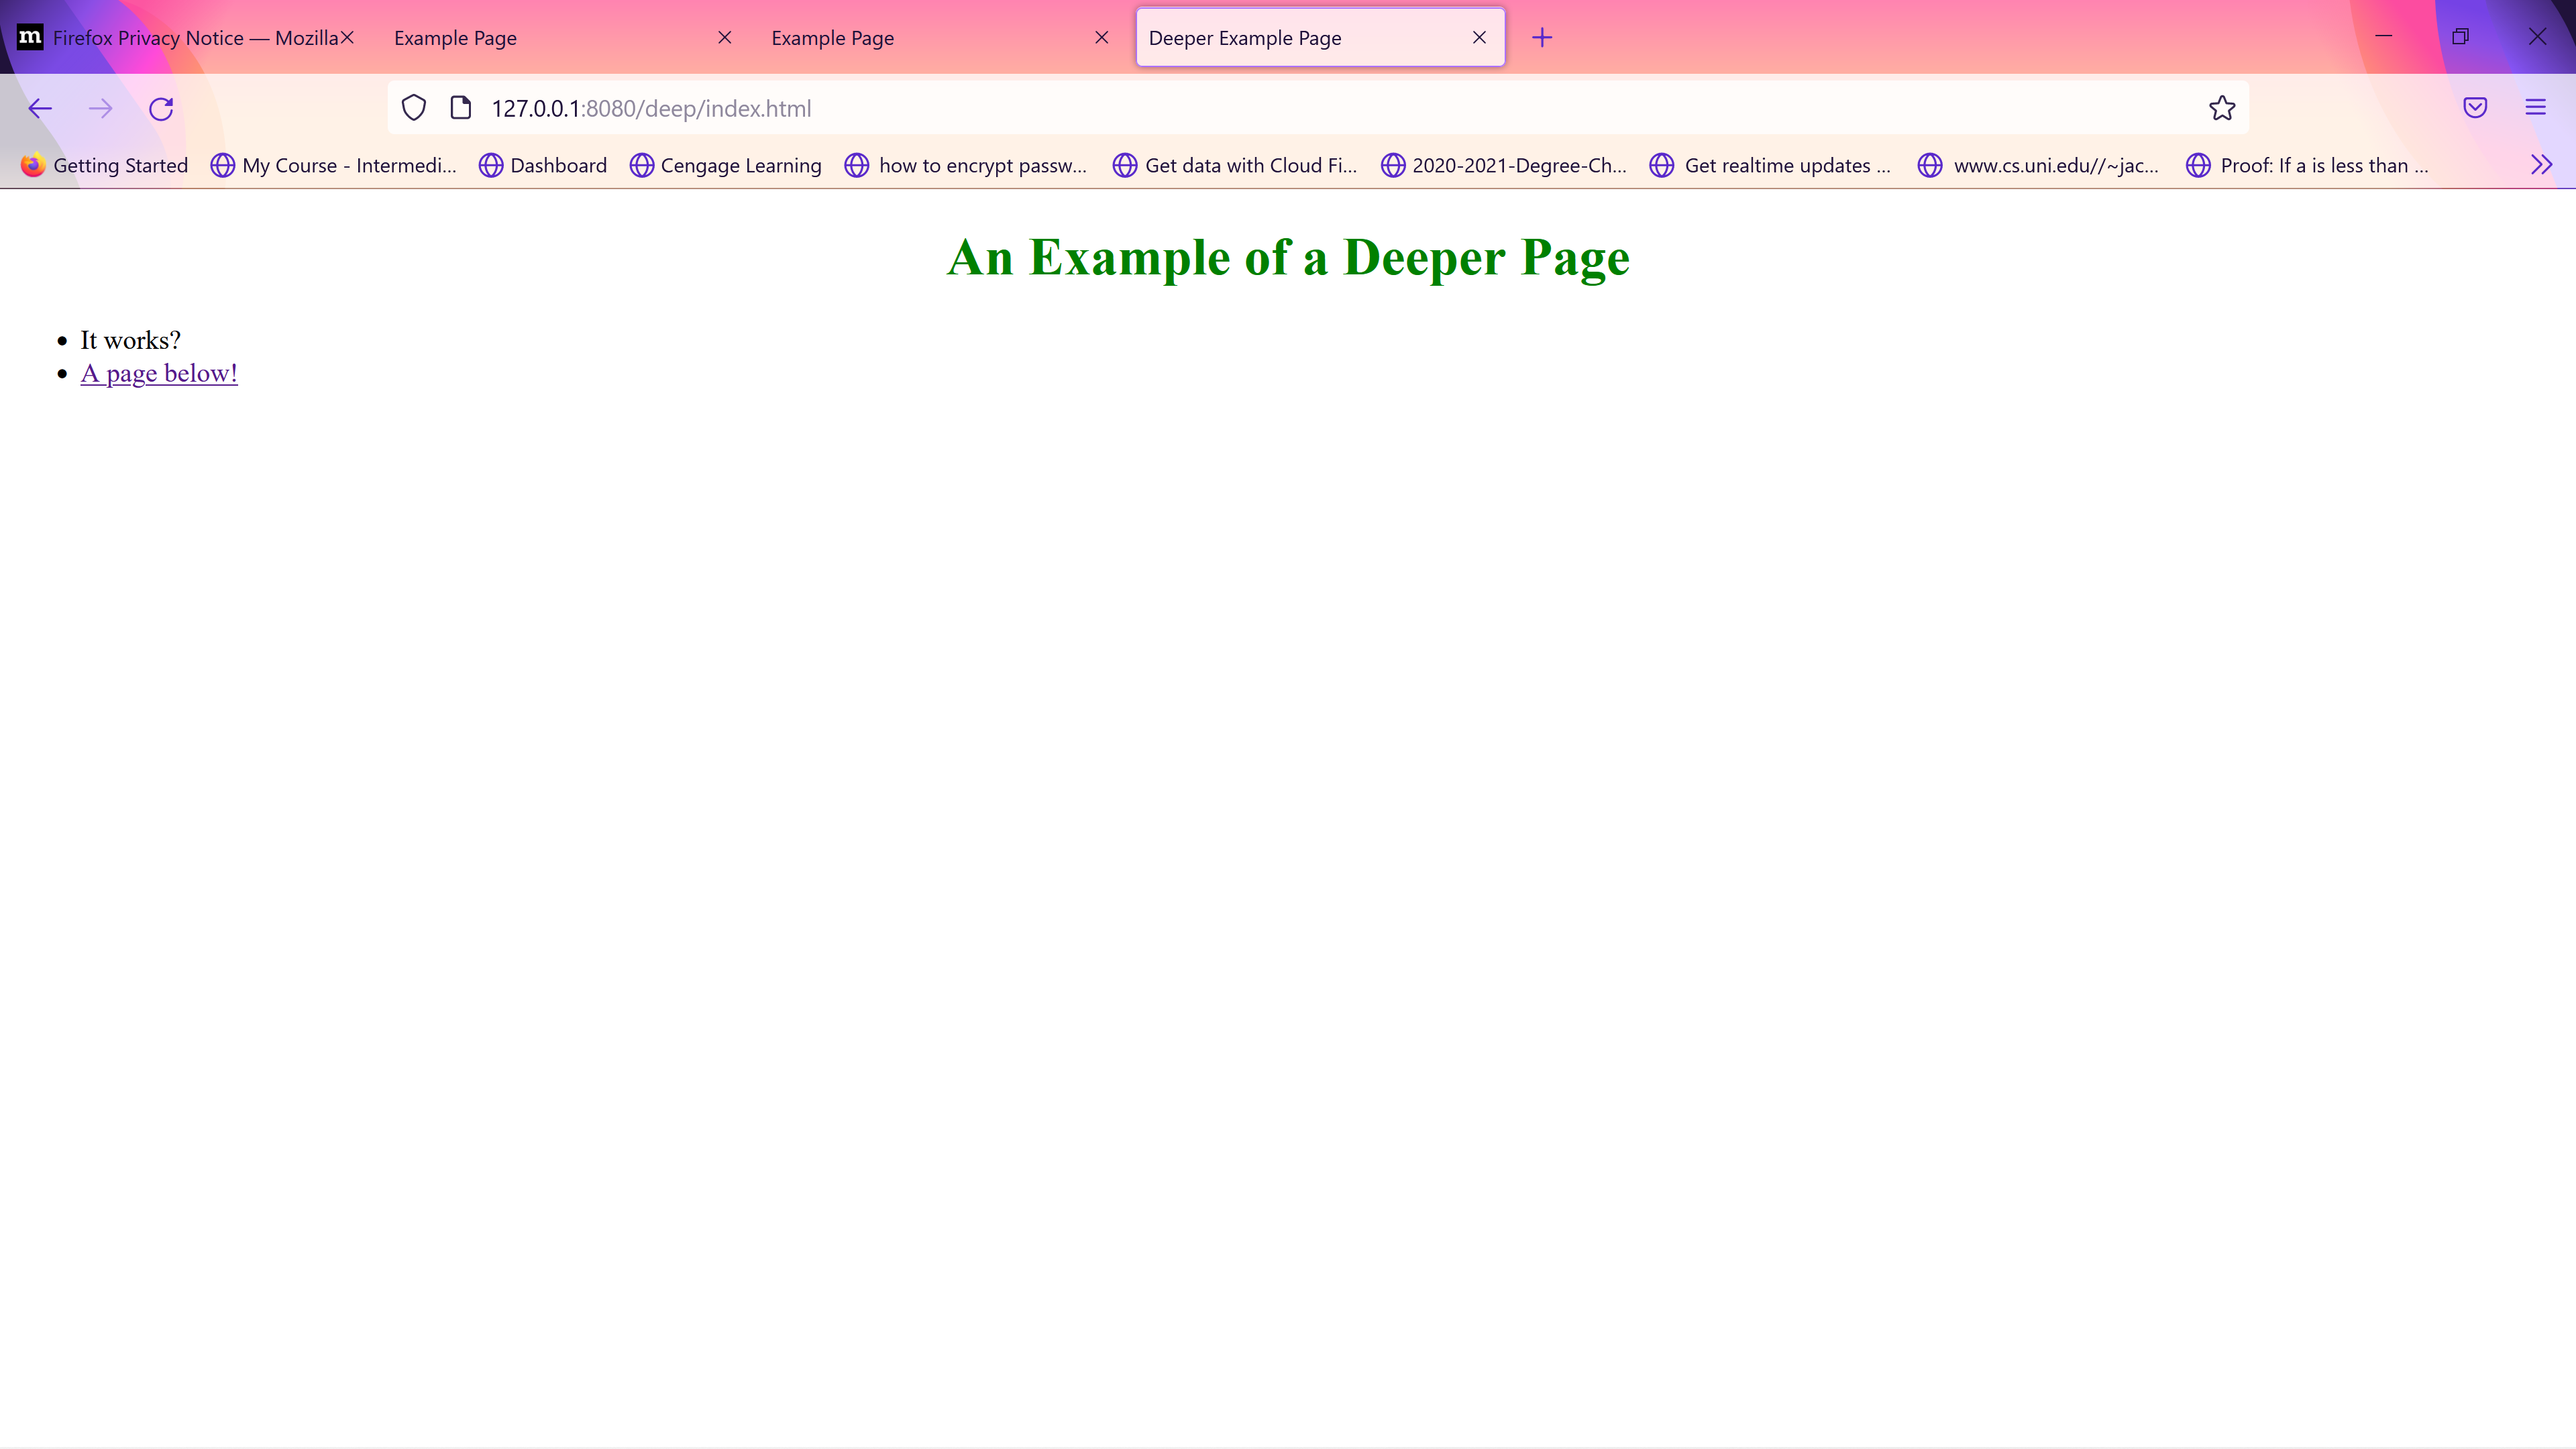 m Firefox Privacy Notice — Mozilla Example Page Example Page Deeper Example Page
127.0.0.1:8080/deep/index.html
Getting Started My Course - Intermedi... Dashboard Cengage Learning how to encrypt passw... Get data with Cloud Fi... 2020-2021-Degree-Ch... Get realtime updates ... www.cs.uni.edu//~jac... Proof: If a is less than ...
An Example of a Deeper Page
It works?
A page below!